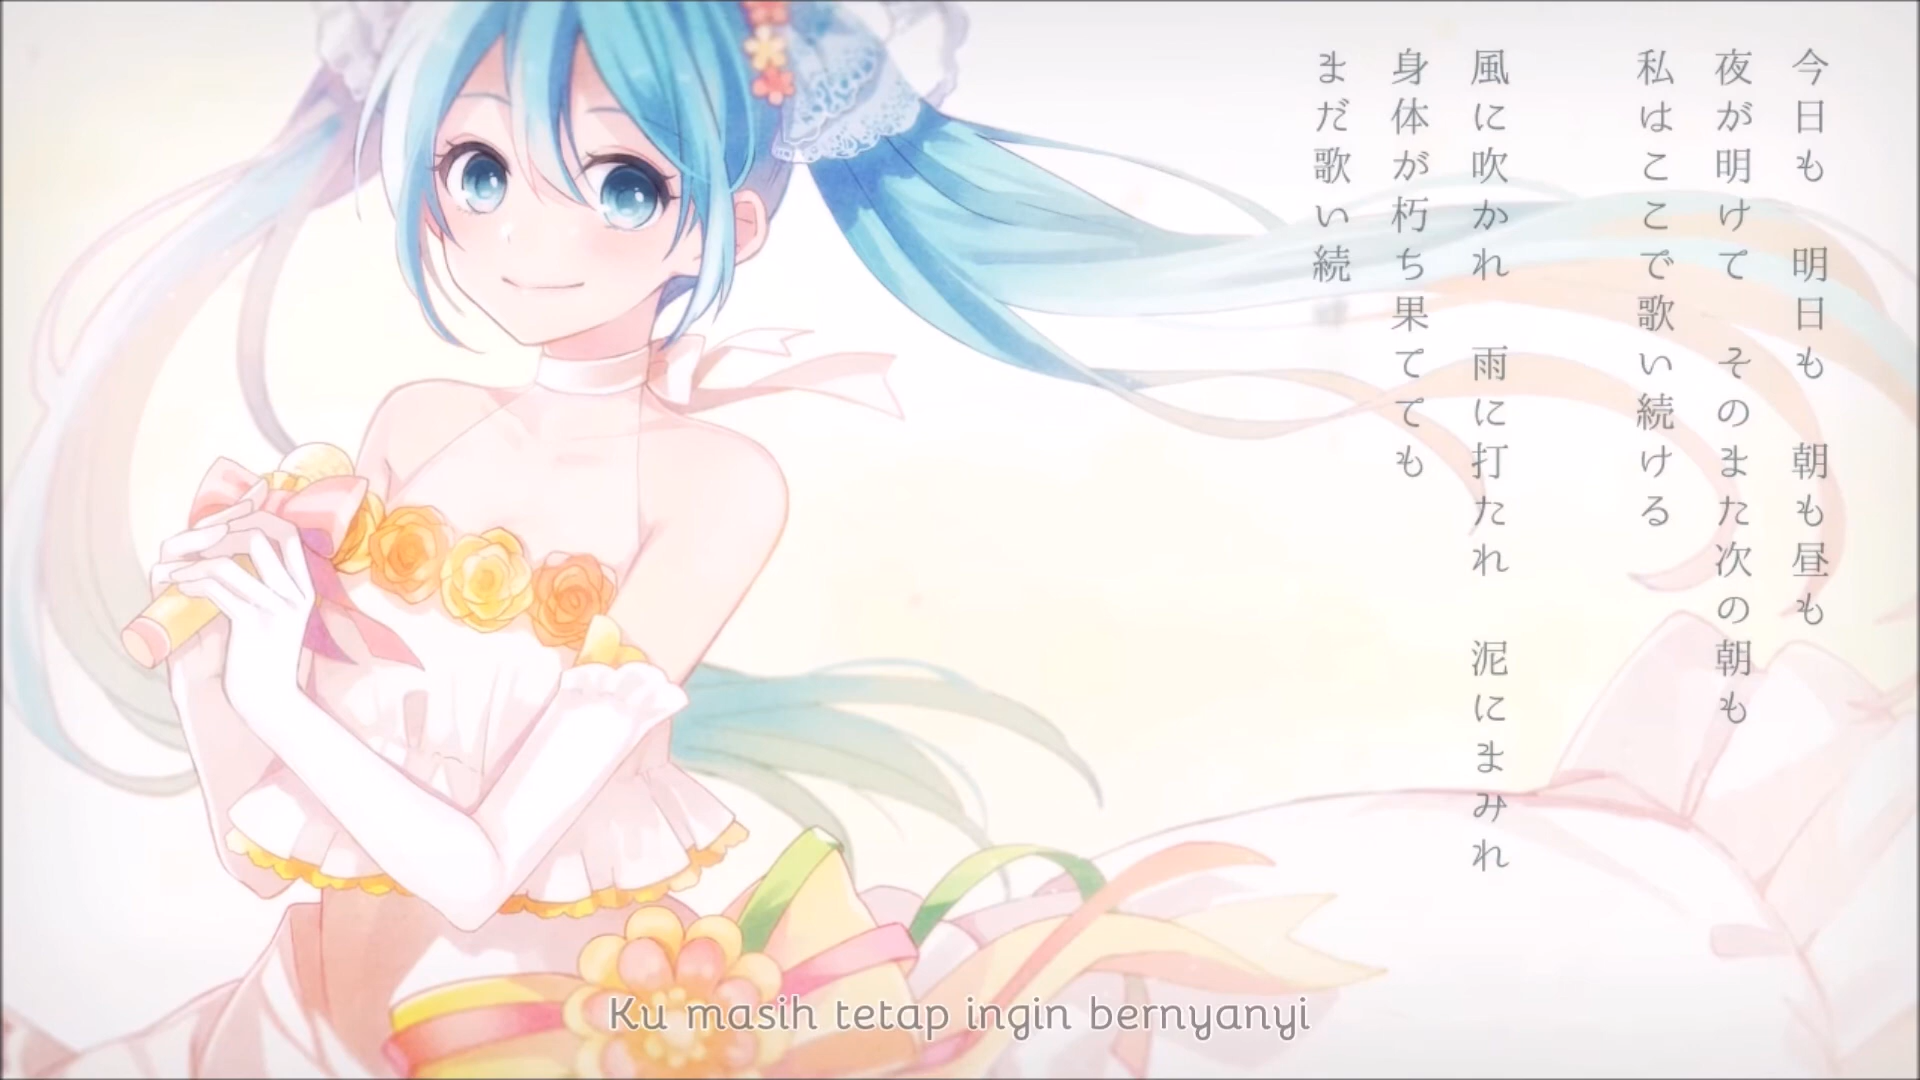 今日も　明日も　朝も昼も
夜が明けて　そのまた次の朝も
私はここで歌い続ける
風に吹かれ　雨に打たれ　泥にまみれ
身体が朽ち果てても
まだ歌い続
Ku masih tetap ingin bernyanyi